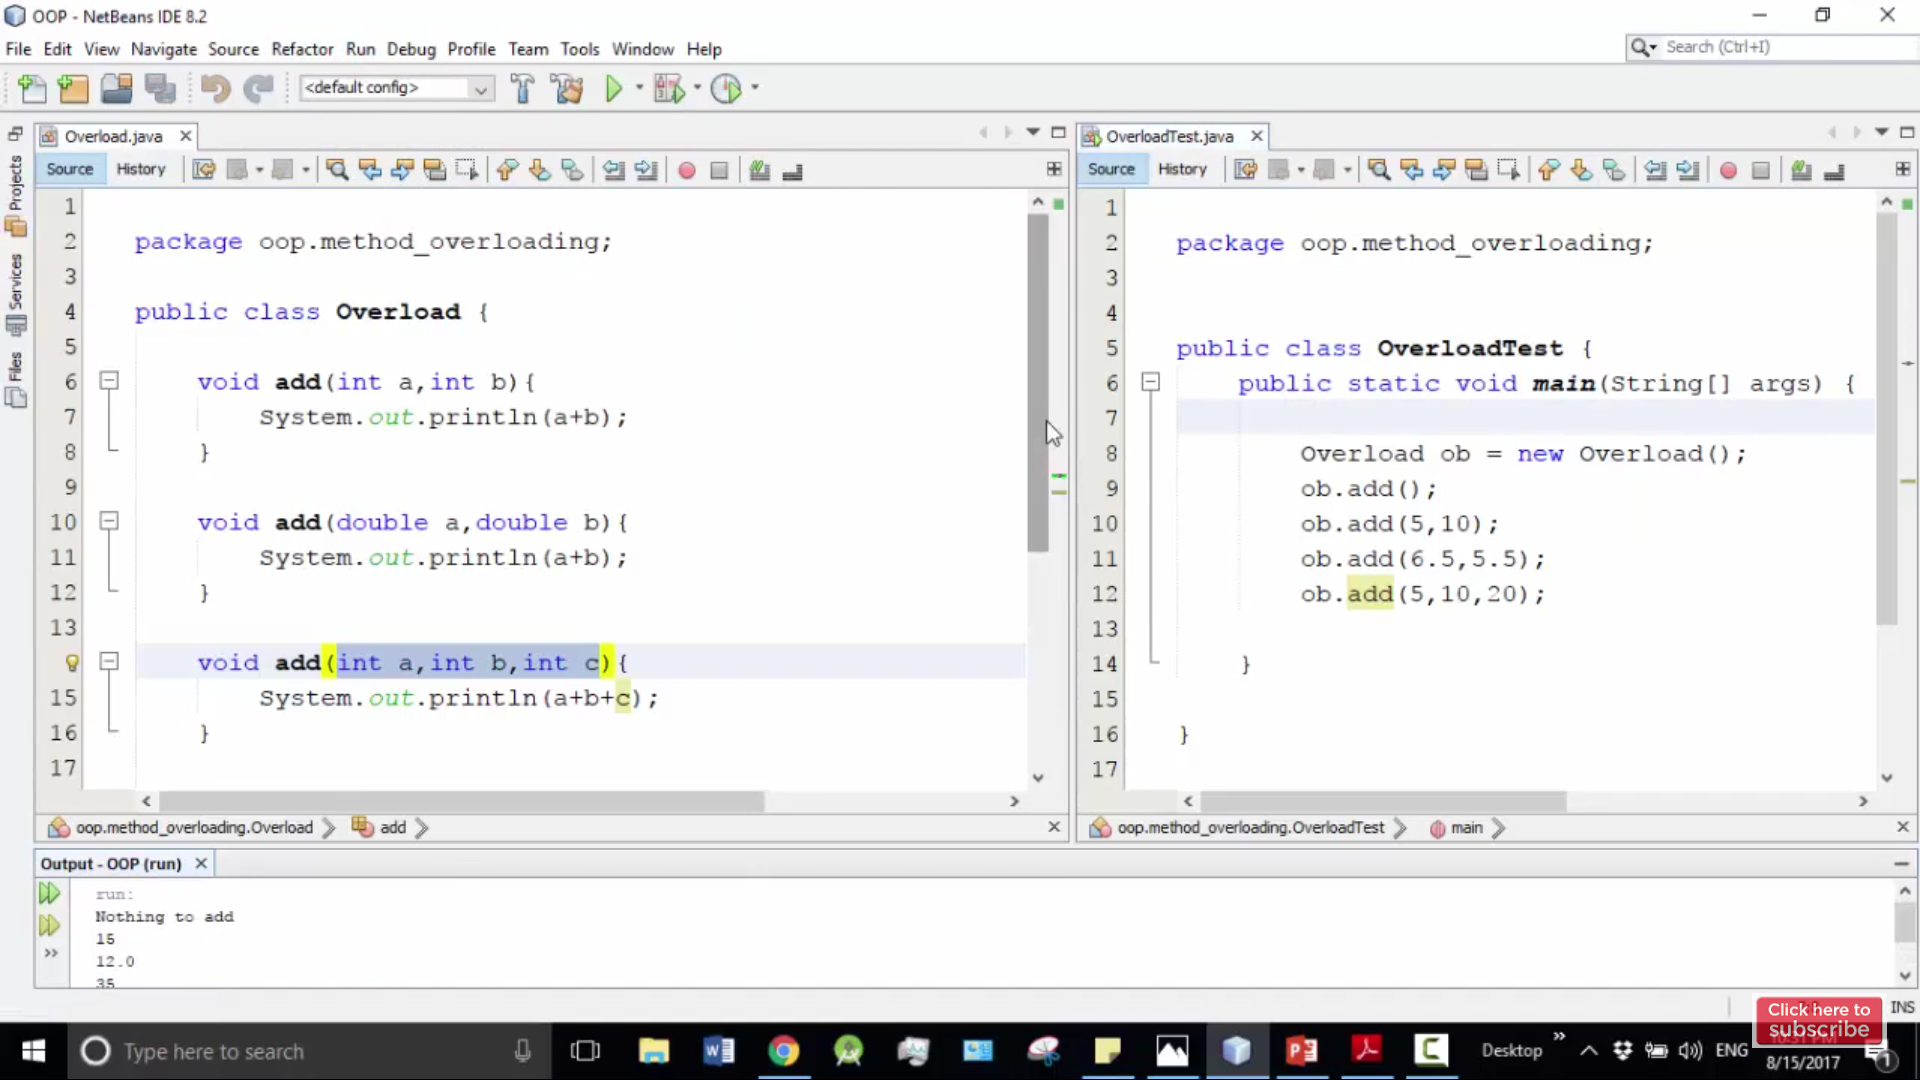 OOP - NetBeans IDE 8.2
File Edit View Navigate Source Refactor Run Debug Profile Team Tools Window Help
Search (Ctrl+I)
<default config>
Projects
Services
Files
Overload.java
Source History
1
2 package oop.method_overloading;
3
4 public class Overload {
5
6 void add(int a,int b){
7 System.out.println(a+b);
8 }
9
10 void add(double a,double b){
11 System.out.println(a+b);
12 }
13
void add(int a,int b,int c){
15 System.out.println(a+b+c);
16 }
17
oop.method_overloading.Overload add
OverloadTest.java
Source History
1
2 package oop.method_overloading;
3
4
5 public class OverloadTest {
6 public static void main(String[] args) {
7
8 Overload ob = new Overload();
9 ob.add();
10 ob.add(5,10);
11 ob.add(6.5,5.5);
12 ob.add(5,10,20);
13
14 }
15
16 }
17
oop.method_overloading.OverloadTest main
Output - OOP (run)
run:
Nothing to add
15
12.0
35
INS
Click here to
subscribe
Type here to search
Desktop
ENG
8/15/2017
1